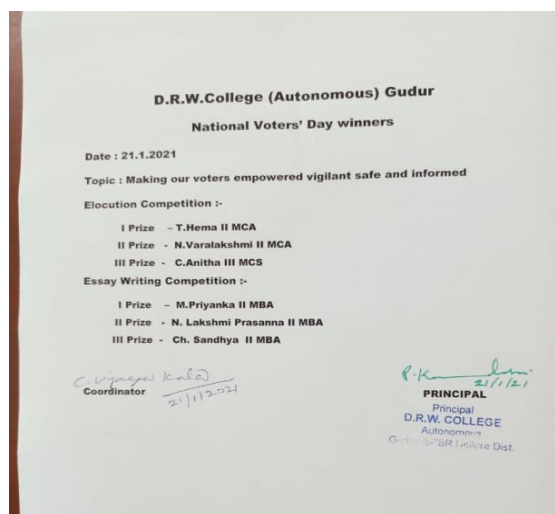 D.R.W.College (Autonomous) Gudur
National Voters' Day winners
Date : 21.1.2021
Topic : Making our voters empowered vigilant safe and informed
Elocution Competition :-
I Prize – T.Hema II MCA
II Prize - N.Varalakshmi II MCA
III Prize - C.Anitha III MCS
Essay Writing Competition :-
I Prize – M.Priyanka II MBA
II Prize - N. Lakshmi Prasanna II MBA
III Prize - Ch. Sandhya II MBA
Kala
Coordinator
21/1/2021
21/1/21
PRINCIPAL
Principal
D.R.W. COLLEGE
Autonomous
Dist.